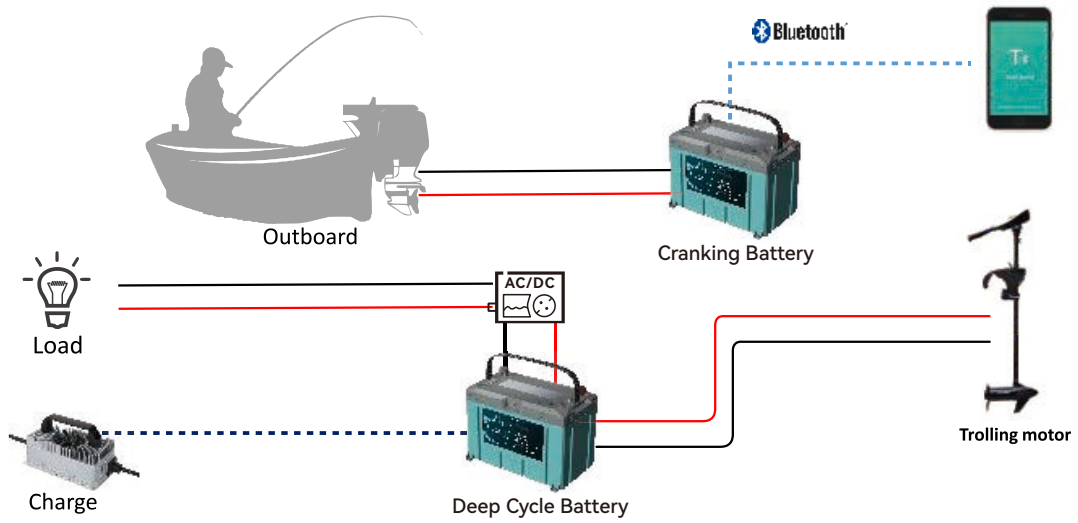 Bluetooth
Outboard
Cranking Battery
AC/DC
Load
Trolling motor
Charge
Deep Cycle Battery